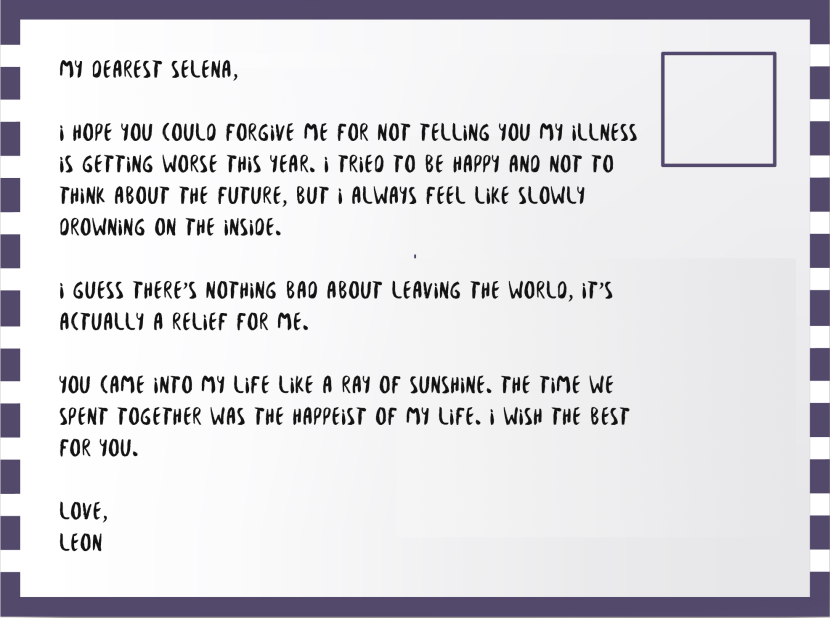 MY DEAREST SELENA,
i HOPE YOU COULD FORGiVE ME FOR NOT TELLiNG YOU MY iLLNESS
iS GETTiNG WORSE THiS YEAR. i TRiED TO BE HAPPY AND NOT TO
THiNK ABOUT THE FUTURE, BUT i ALWAYS FEEL LiKE SLOWLY
DROWNiNG ON THE iNSiDE.
i GUESS THERE'S NOTHiNG BAD ABOUT LEAViNG THE WORLD, iT'S
ACTUALLY A RELiEF FOR ME.
YOU CAME iNTO MY LiFE LiKE A RAY OF SUNSHiNE. THE TiME WE
SPENT TOGETHER WAS THE HAPPEiST OF MY LiFE. i WiSH THE BEST
FOR YOU.
LOVE,
LEON